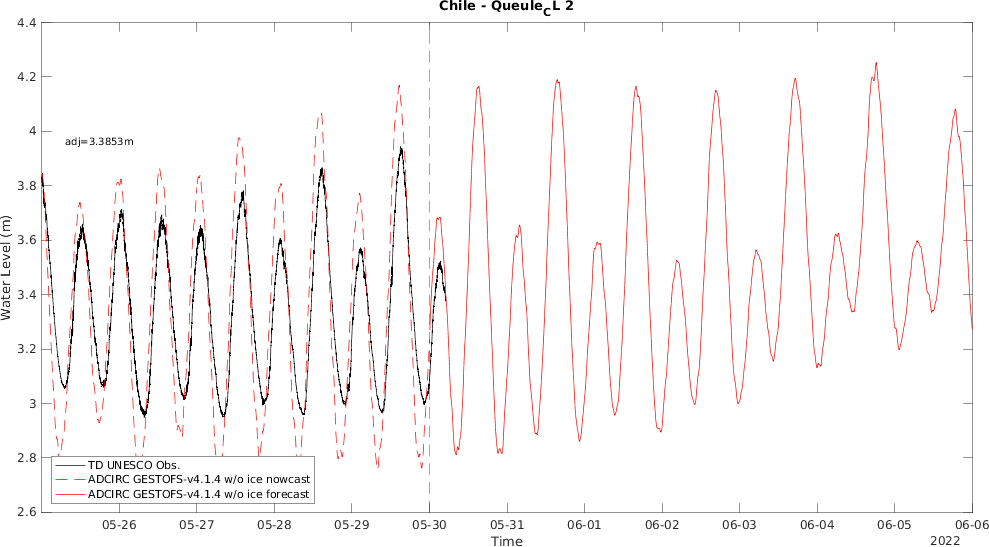 Chile - Queule_CL 2
4.4
4.2
4
adj=3.3853m
3.8
3.6
3.4
3.2
3
2.8
2.6
Water Level (m)
TD UNESCO Obs.
ADCIRC GESTOFS-v4.1.4 w/o ice nowcast
ADCIRC GESTOFS-v4.1.4 w/o ice forecast
05-26 05-27 05-28 05-29 05-30 05-31 06-01 06-02 06-03 06-04 06-05 06-06
Time
2022